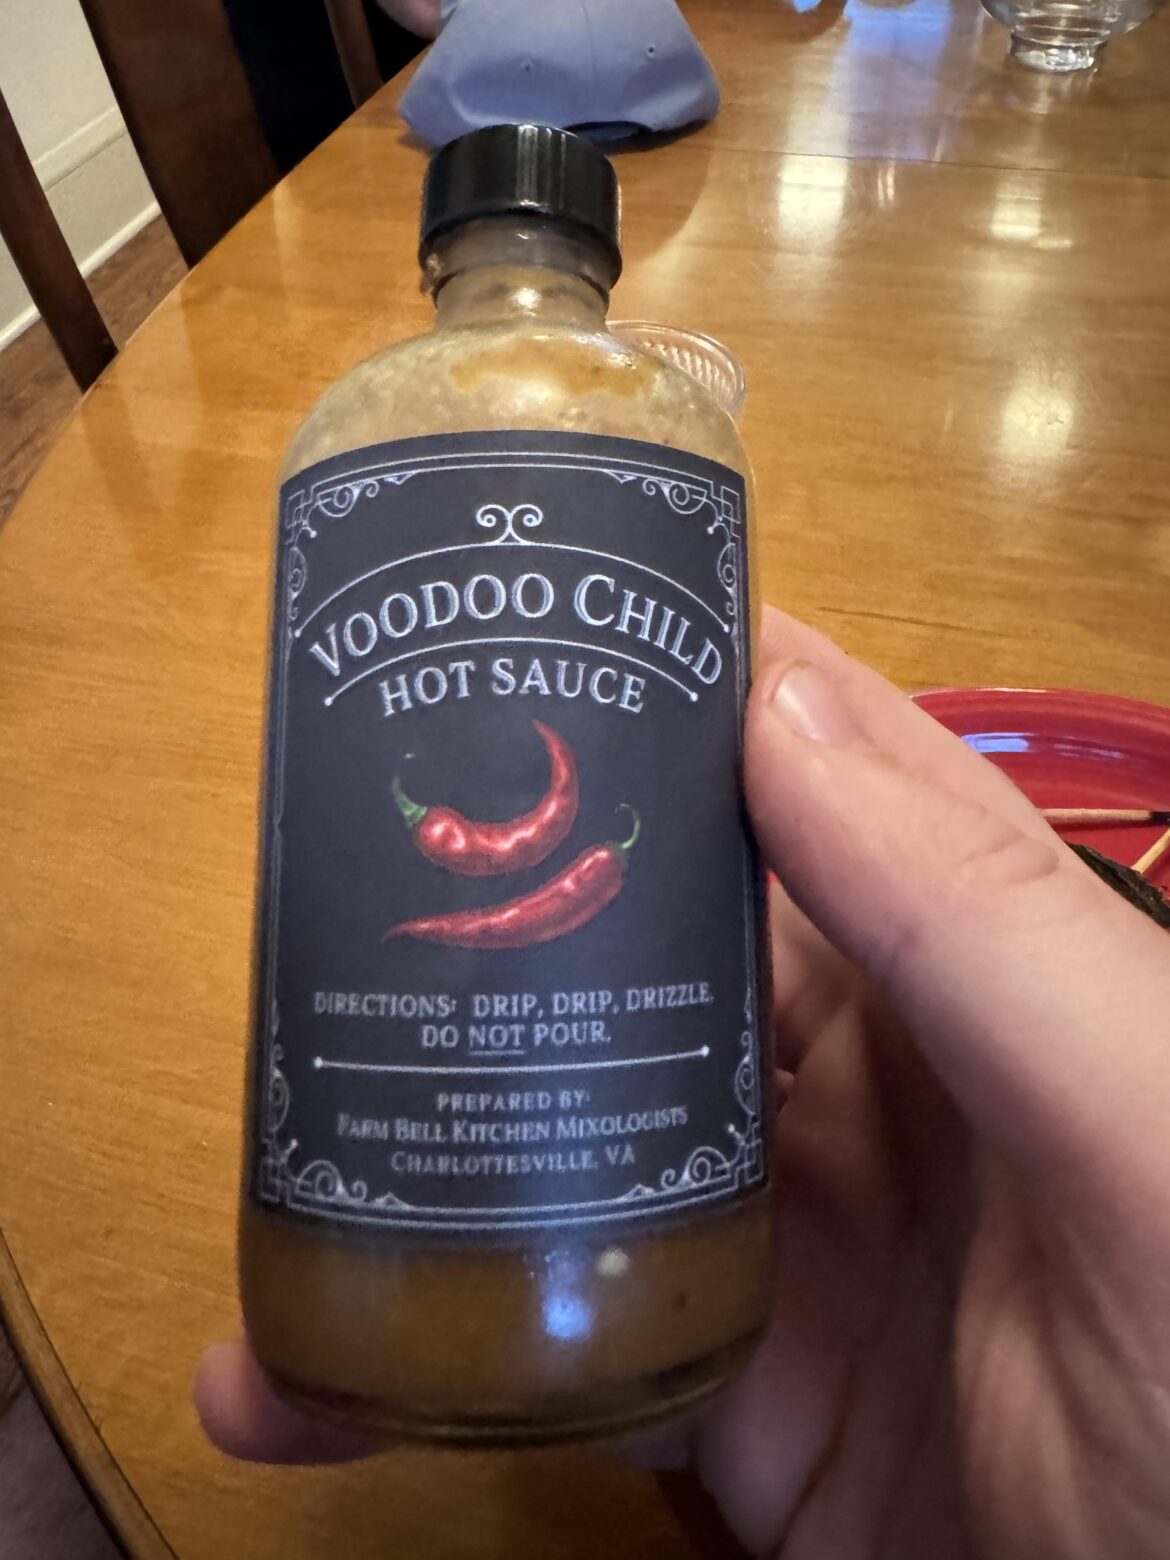 VOODOO CHILD
HOT SAUCE
DIRECTIONS: DRIP, DRIP, DRIZZLE.
DO NOT POUR.
PREPARED BY:
FARM BELL KITCHEN MIXOLOGISTS
CHARLOTTESVILLE, VA